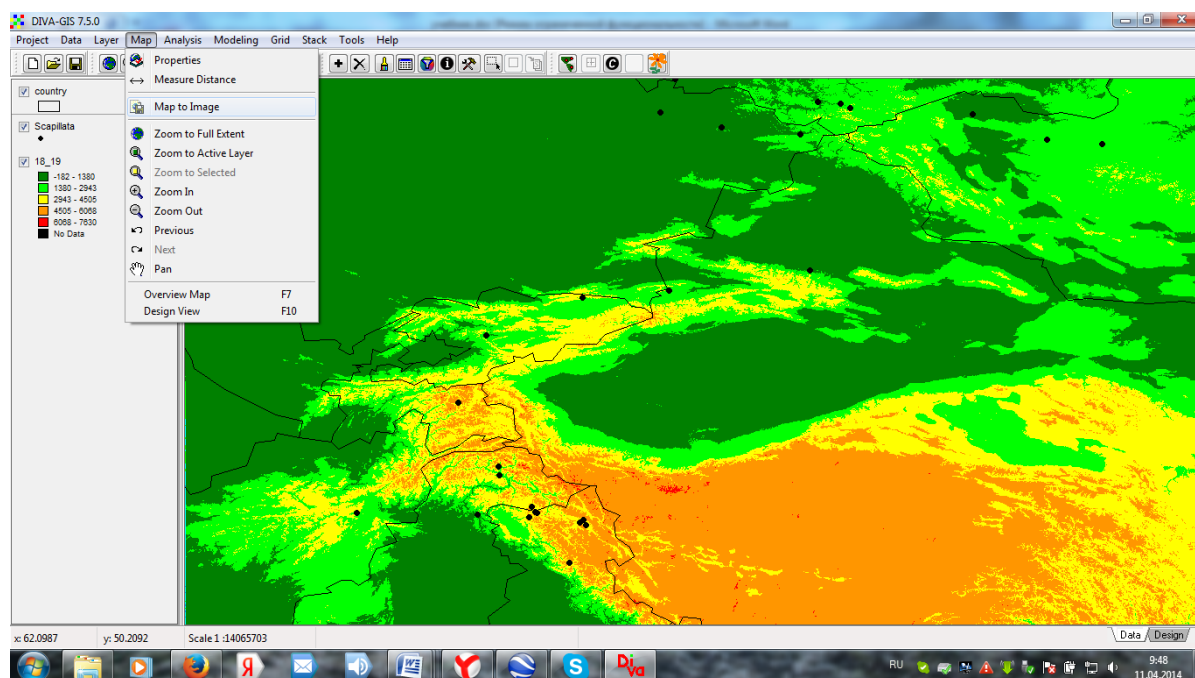 DIVA-GIS 7.5.0
Project Data Layer Map Analysis Modeling Grid Stack Tools Help
Properties
Measure Distance
Map to Image
Zoom to Full Extent
Zoom to Active Layer
Zoom to Selected
Zoom In
Zoom Out
Previous
Next
Pan
Overview Map F7
Design View F10
country
Scapillata
18_19
-182 - 1380
1380 - 2943
2943 - 4505
4505 - 6068
6068 - 7630
No Data
x: 62.0987 y: 50.2092 Scale 1 :14065703
Data Design
Я W Y S Diva
RU 9:48
11.04.2014